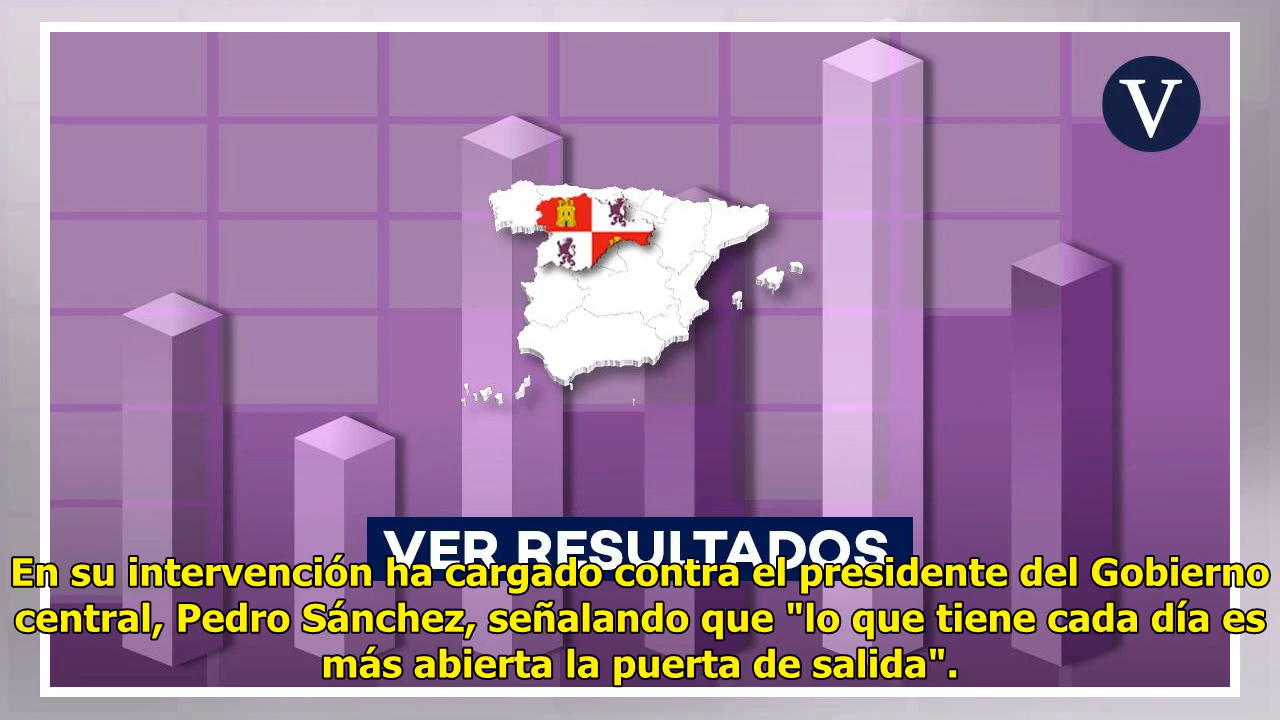 V
VER RESULTADOS
En su intervención ha cargado contra el presidente del Gobierno
central, Pedro Sánchez, señalando que "lo que tiene cada día es
más abierta la puerta de salida".